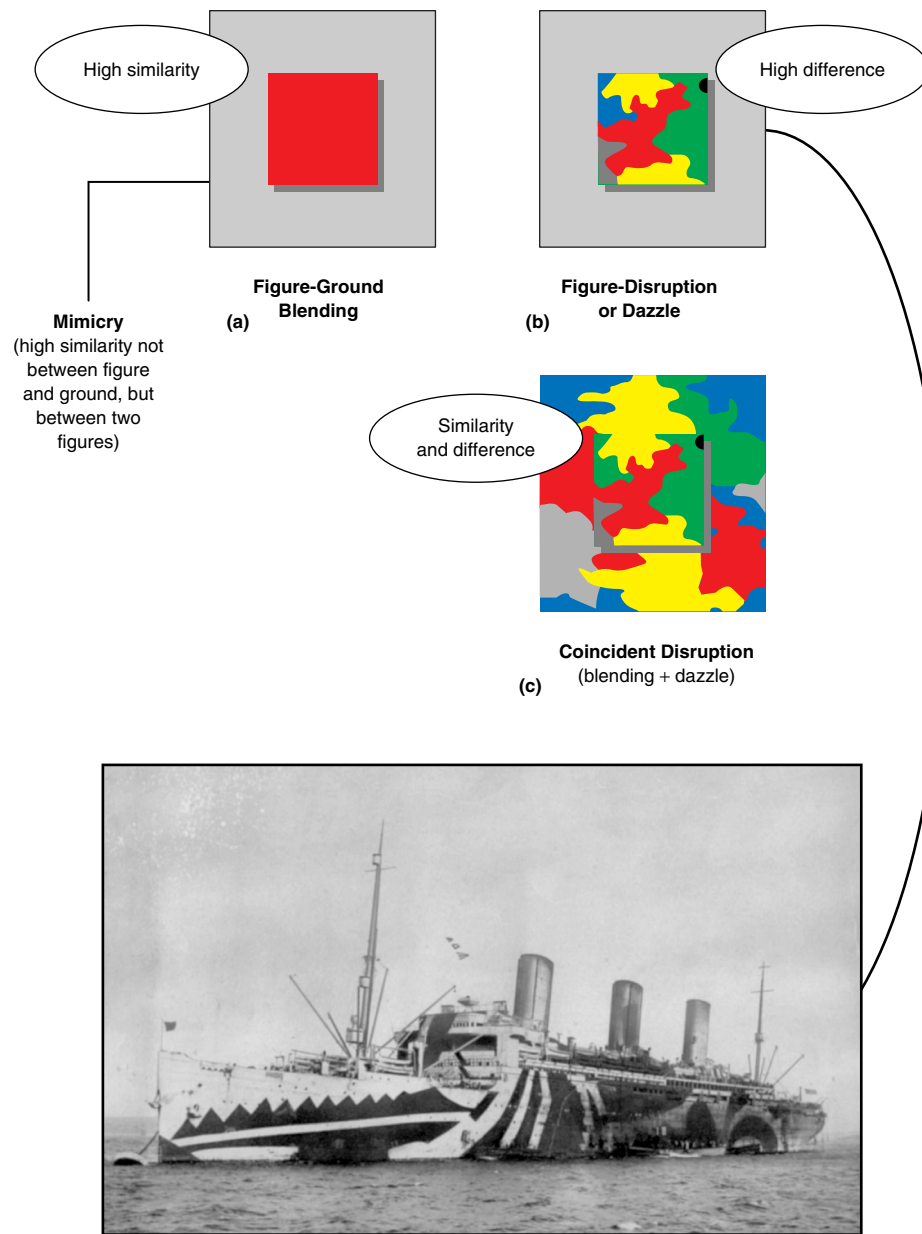 High similarity
High difference
Figure-Ground
Blending
(a)
Figure-Disruption
or Dazzle
(b)
Mimicry
(high similarity not
between figure
and ground, but
between two
figures)
Similarity
and difference
Coincident Disruption
(blending + dazzle)
(c)